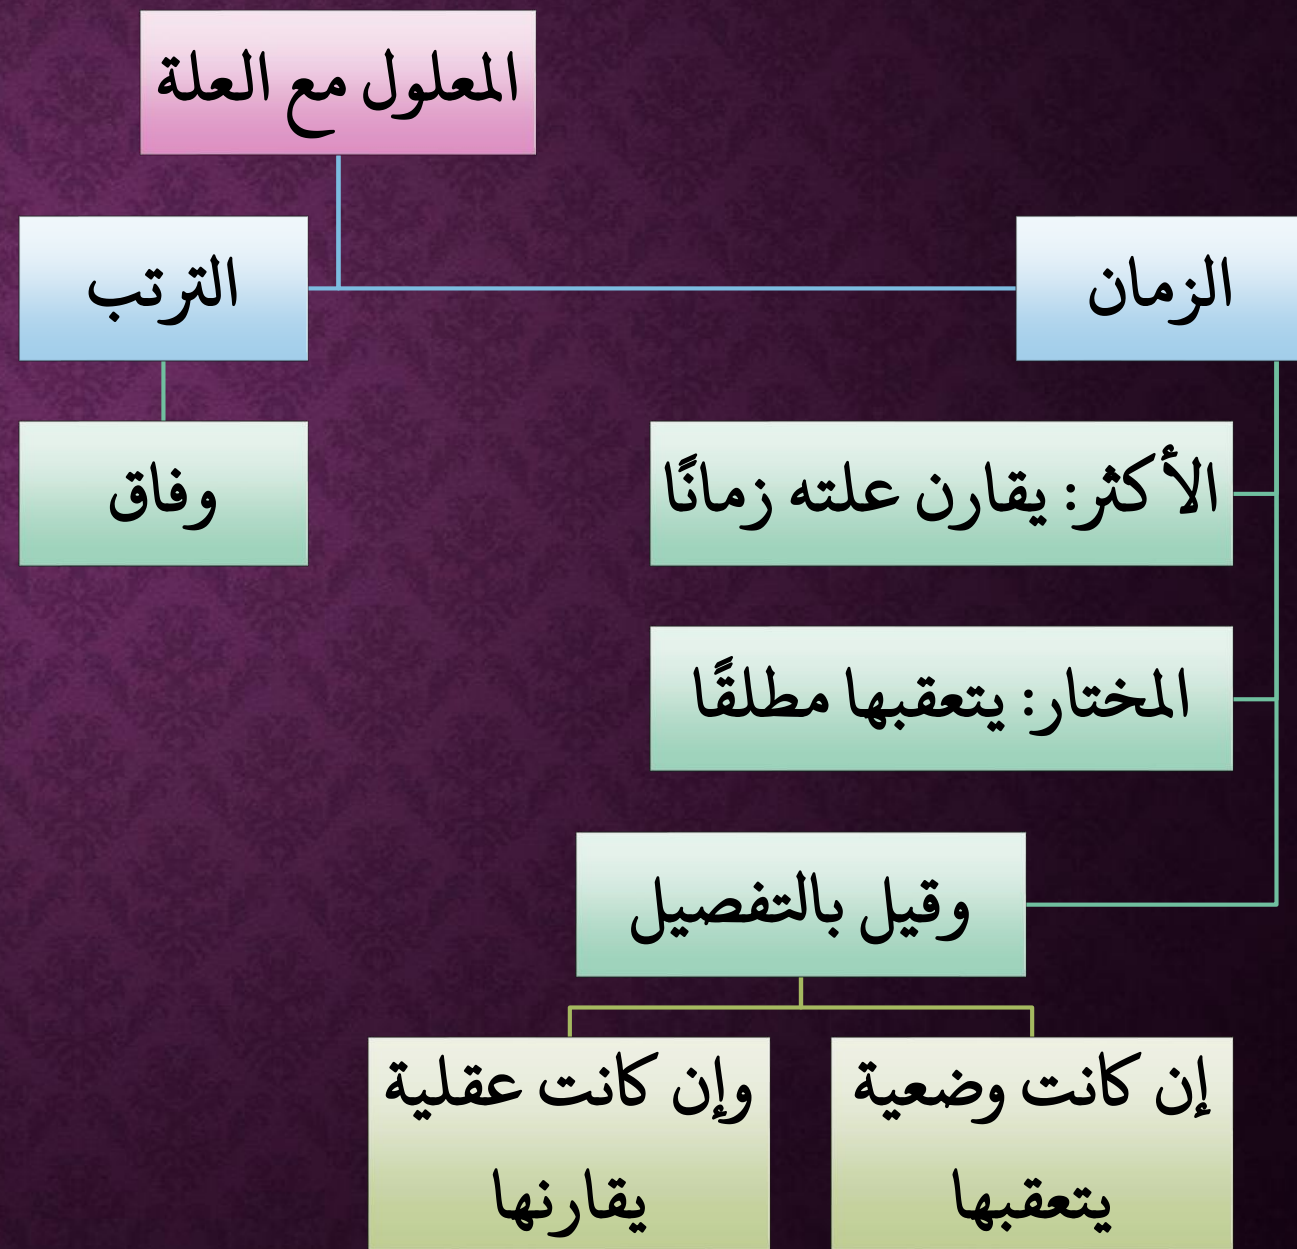 المعلول مع العلة
الزمان
الترتب
الأكثر: يقارن علته زمانًا
وفاق
المختار: يتعقبها مطلقًا
وقيل بالتفصيل
إن كانت وضعية
يتعقبها
وإن كانت عقلية
يقارنها